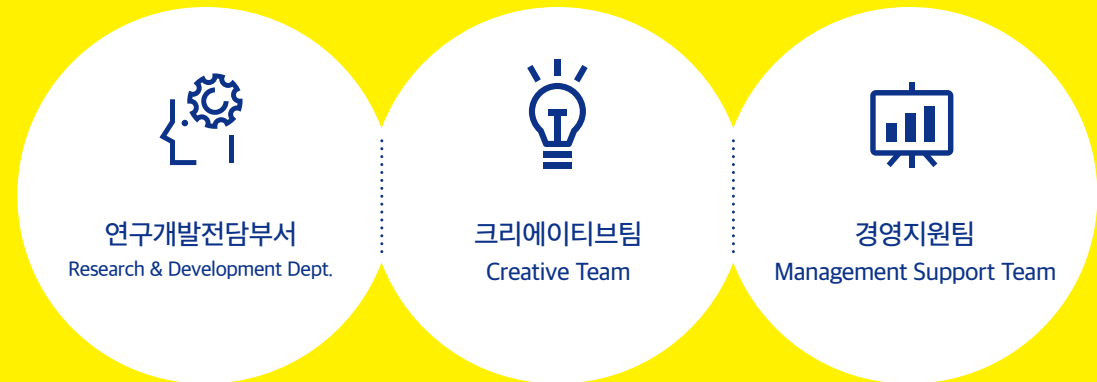 연구개발전담부서
Research & Development Dept.
크리에이티브팀
Creative Team
경영지원팀
Management Support Team